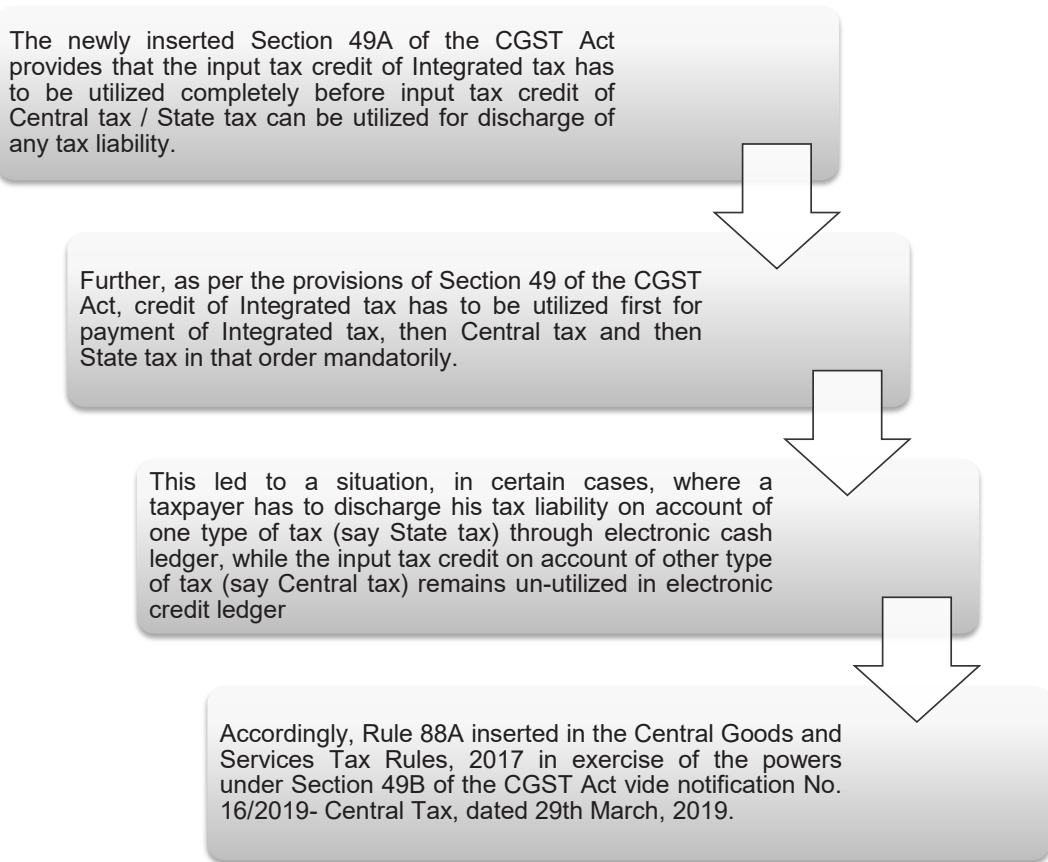 The newly inserted Section 49A of the CGST Act
provides that the input tax credit of Integrated tax has
to be utilized completely before input tax credit of
Central tax / State tax can be utilized for discharge of
any tax liability.
Further, as per the provisions of Section 49 of the CGST
Act, credit of Integrated tax has to be utilized first for
payment of Integrated tax, then Central tax and then
State tax in that order mandatorily.
This led to a situation, in certain cases, where a
taxpayer has to discharge his tax liability on account of
one type of tax (say State tax) through electronic cash
ledger, while the input tax credit on account of other type
of tax (say Central tax) remains un-utilized in electronic
credit ledger
Accordingly, Rule 88A inserted in the Central Goods and
Services Tax Rules, 2017 in exercise of the powers
under Section 49B of the CGST Act vide notification No.
16/2019- Central Tax, dated 29th March, 2019.